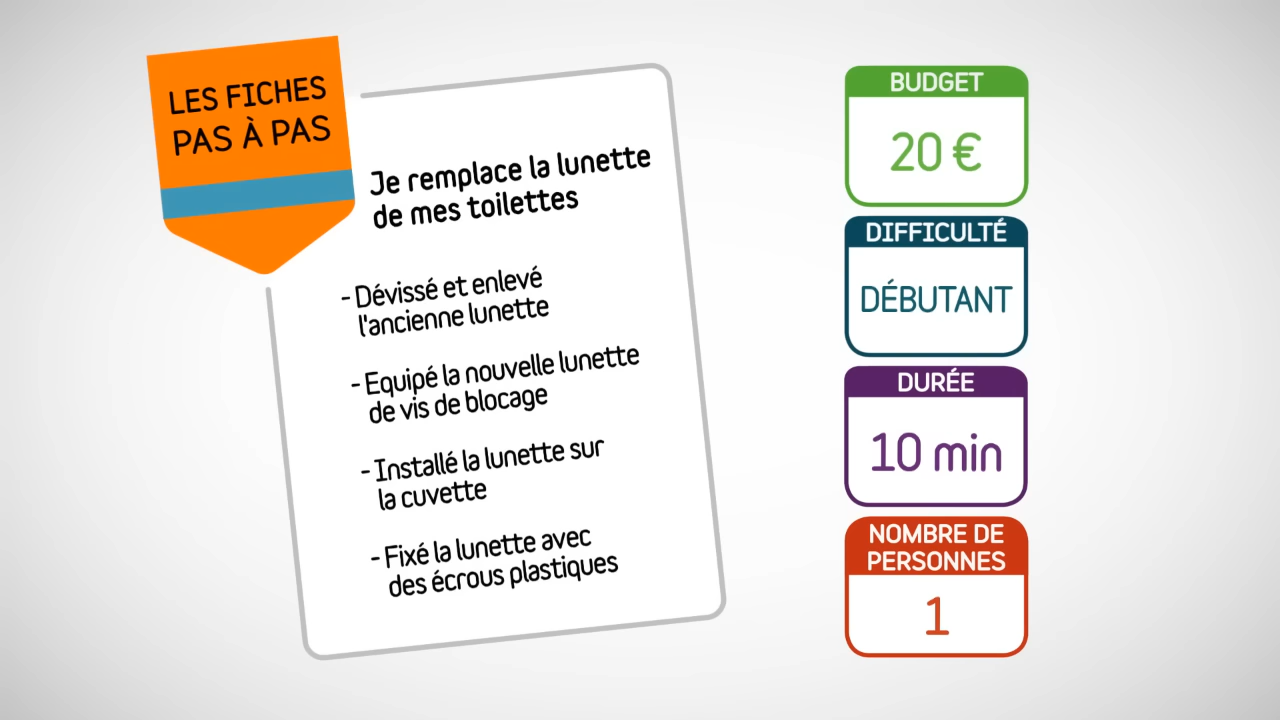 LES FICHES
PAS À PAS
Je remplace la lunette
de mes toilettes
- Dévissé et enlevé
l'ancienne lunette
- Equipé la nouvelle lunette
de vis de blocage
- Installé la lunette sur
la cuvette
- Fixé la lunette avec
des écrous plastiques
BUDGET
20 €
DIFFICULTÉ
DÉBUTANT
DURÉE
10 min
NOMBRE DE
PERSONNES
1